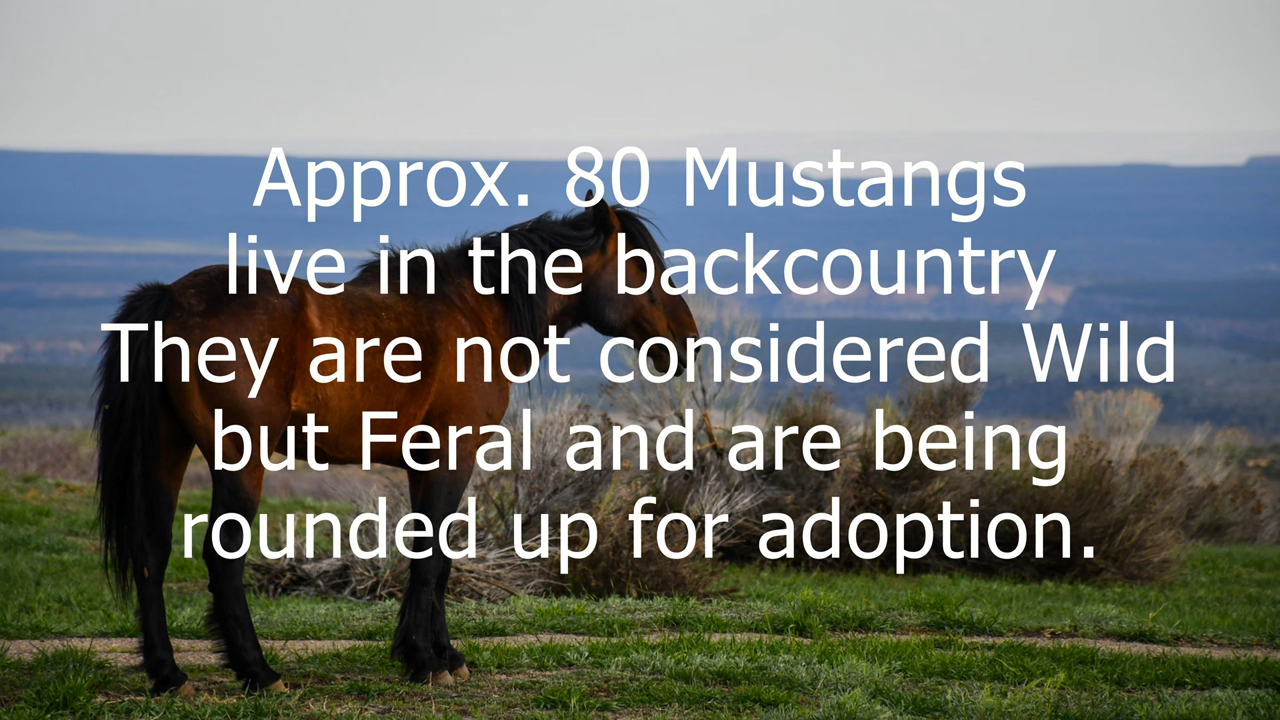 Approx. 80 Mustangs
live in the backcountry
They are not considered Wild
but Feral and are being
rounded up for adoption.